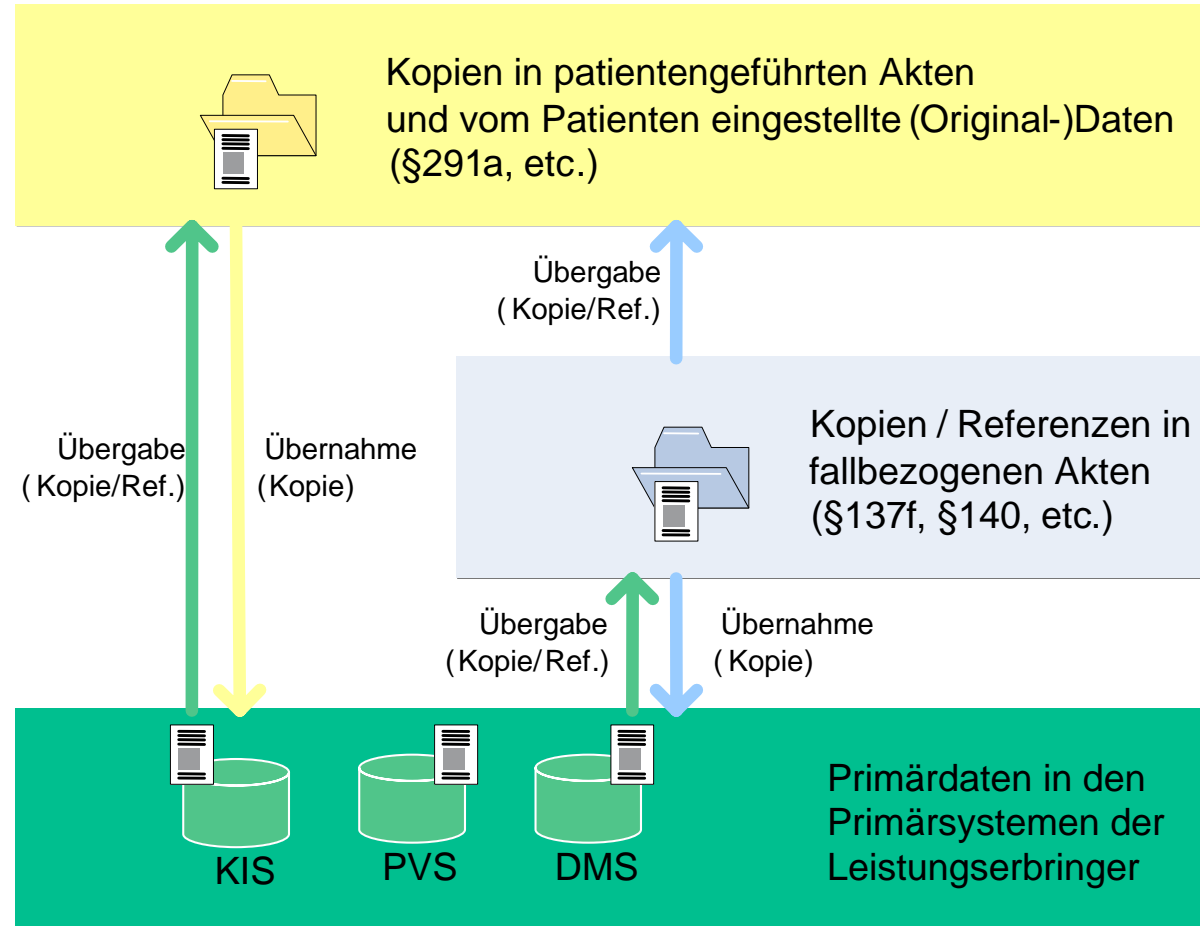 Kopien in patientengeführten Akten
und vom Patienten eingestellte (Original-)Daten
(§291a, etc.)
Übergabe
( Kopie/Ref.)
Kopien / Referenzen in
fallbezogenen Akten
(§137f, §140, etc.)
Übergabe
( Kopie/Ref.)
Übernahme
(Kopie)
Übergabe
(Kopie/ Ref.)
Übernahme
( Kopie)
Primärdaten in den
Primärsystemen der
Leistungserbringer
KIS
PVS
DMS